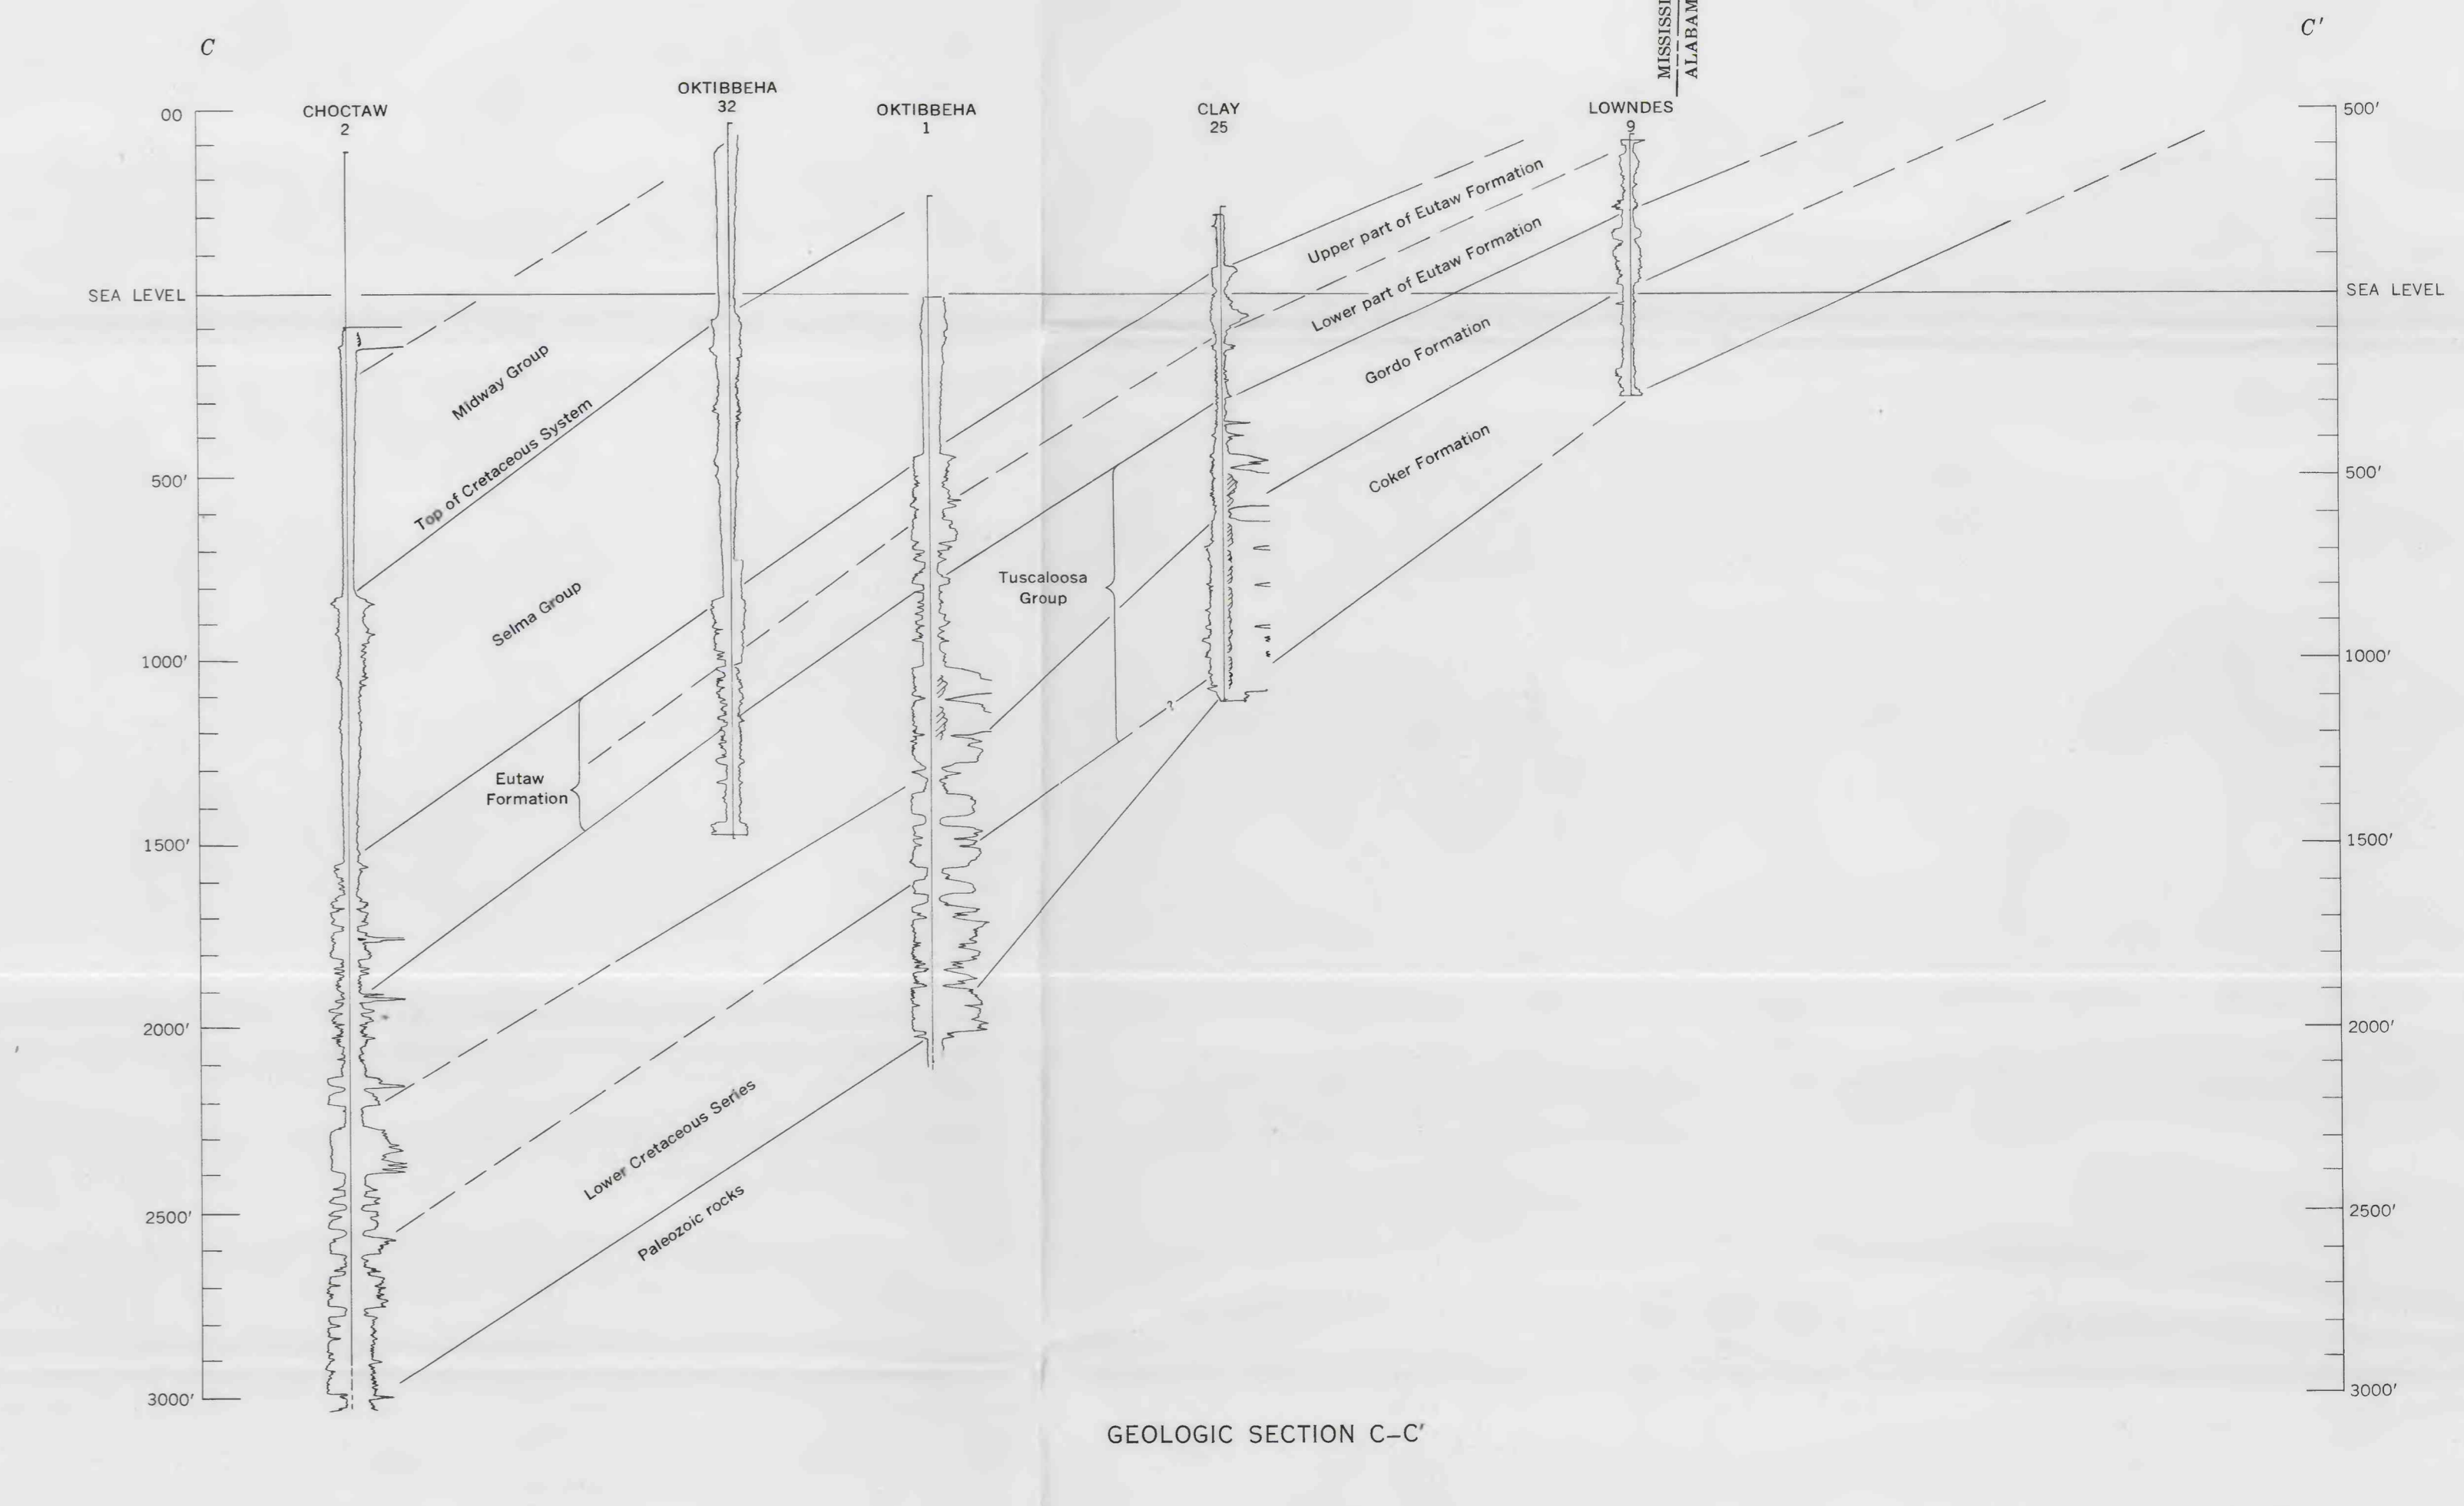 MISSISSI
ALABAM
C
C'
CHOCTAW
2
OKTIBBEHA
32
OKTIBBEHA
1
CLAY
25
LOWNDES
9
00
500'
SEA LEVEL
SEA LEVEL
Upper part of Eutaw Formation
Lower part of Eutaw Formation
Gordo Formation
Coker Formation
Midway Group
Top of Cretaceous System
Selma Group
Tuscaloosa
Group
Eutaw
Formation
?
Lower Cretaceous Series
Paleozoic rocks
500'
1000'
1500'
2000'
2500'
3000'
500'
1000'
1500'
2000'
2500'
3000'
GEOLOGIC SECTION C–C'